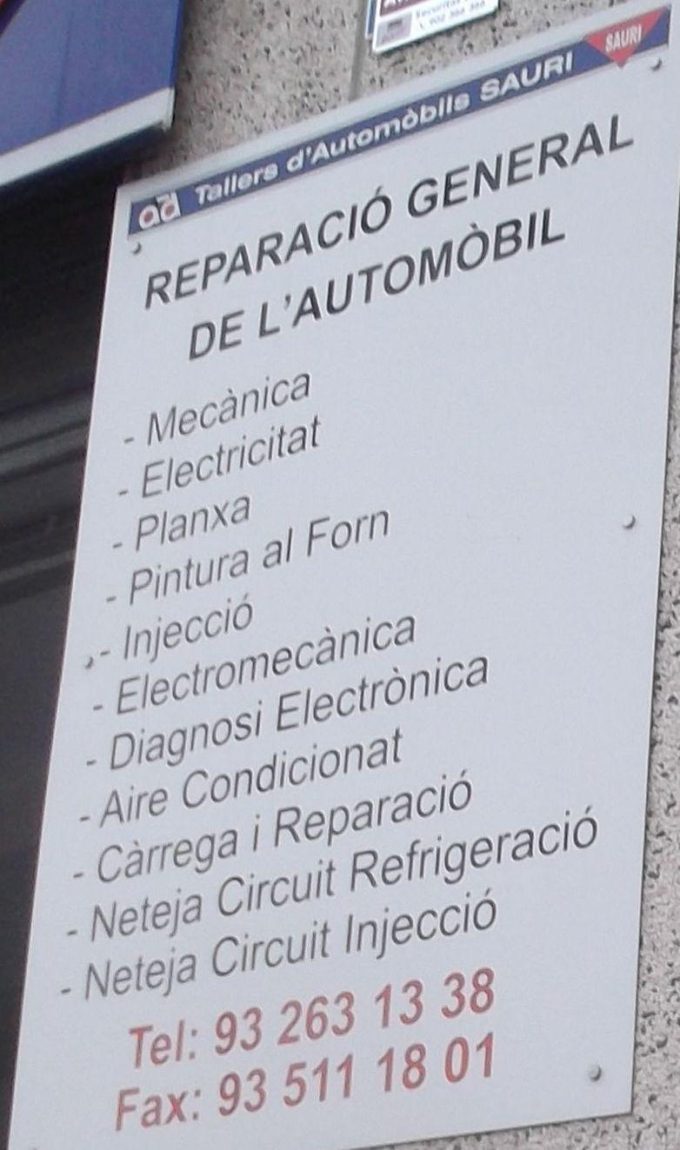 ad Tallers d'Automòbils SAURI SAURI
REPARACIÓ GENERAL
DE L'AUTOMÒBIL
- Mecànica
- Electricitat
- Planxa
- Pintura al Forn
- Injecció
- Electromecànica
- Diagnosi Electrònica
- Aire Condicionat
- Càrrega i Reparació
- Neteja Circuit Refrigeració
- Neteja Circuit Injecció
Tel: 93 263 13 38
Fax: 93 511 18 01